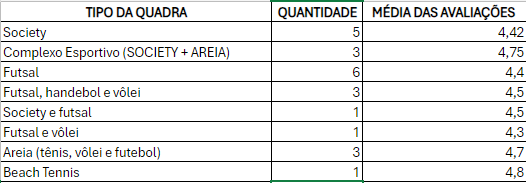 TIPO DA QUADRA QUANTIDADE MÉDIA DAS AVALIAÇÕES
Society 5 4,42
Complexo Esportivo (SOCIETY + AREIA) 3 4,75
Futsal 6 4,4
Futsal, handebol e vôlei 3 4,5
Society e futsal 1 4,5
Futsal e vôlei 1 4,3
Areia (tênis, vôlei e futebol) 3 4,7
Beach Tennis 1 4,8